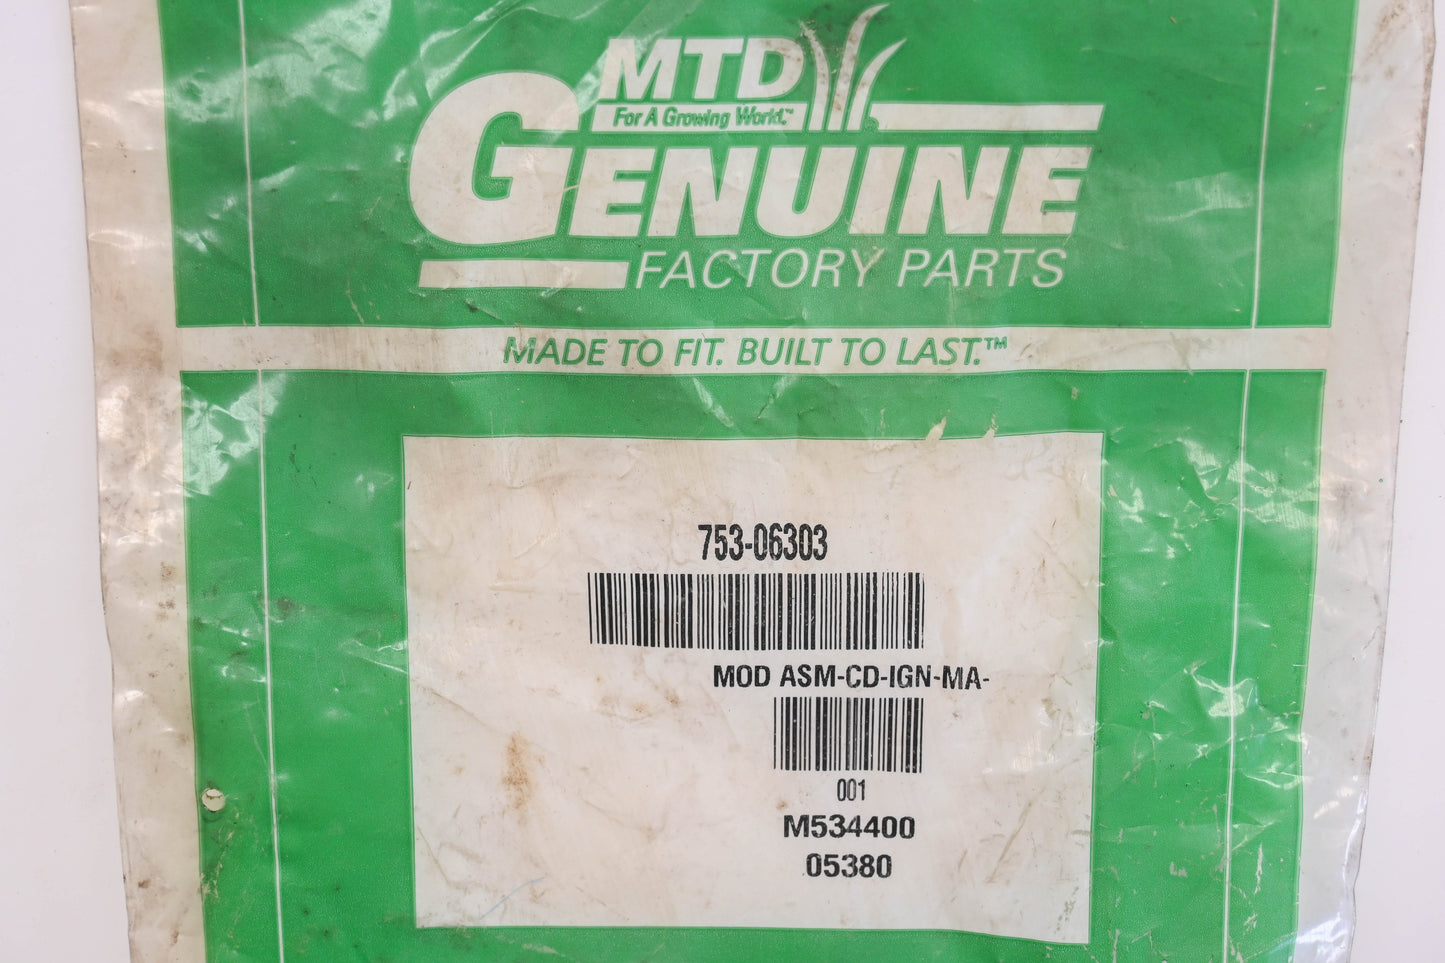 MTD
For A Growing World.™
GENUINE
FACTORY PARTS
MADE TO FIT. BUILT TO LAST.™
753-06303
MOD ASM-CD-IGN-MA-
001
M534400
05380